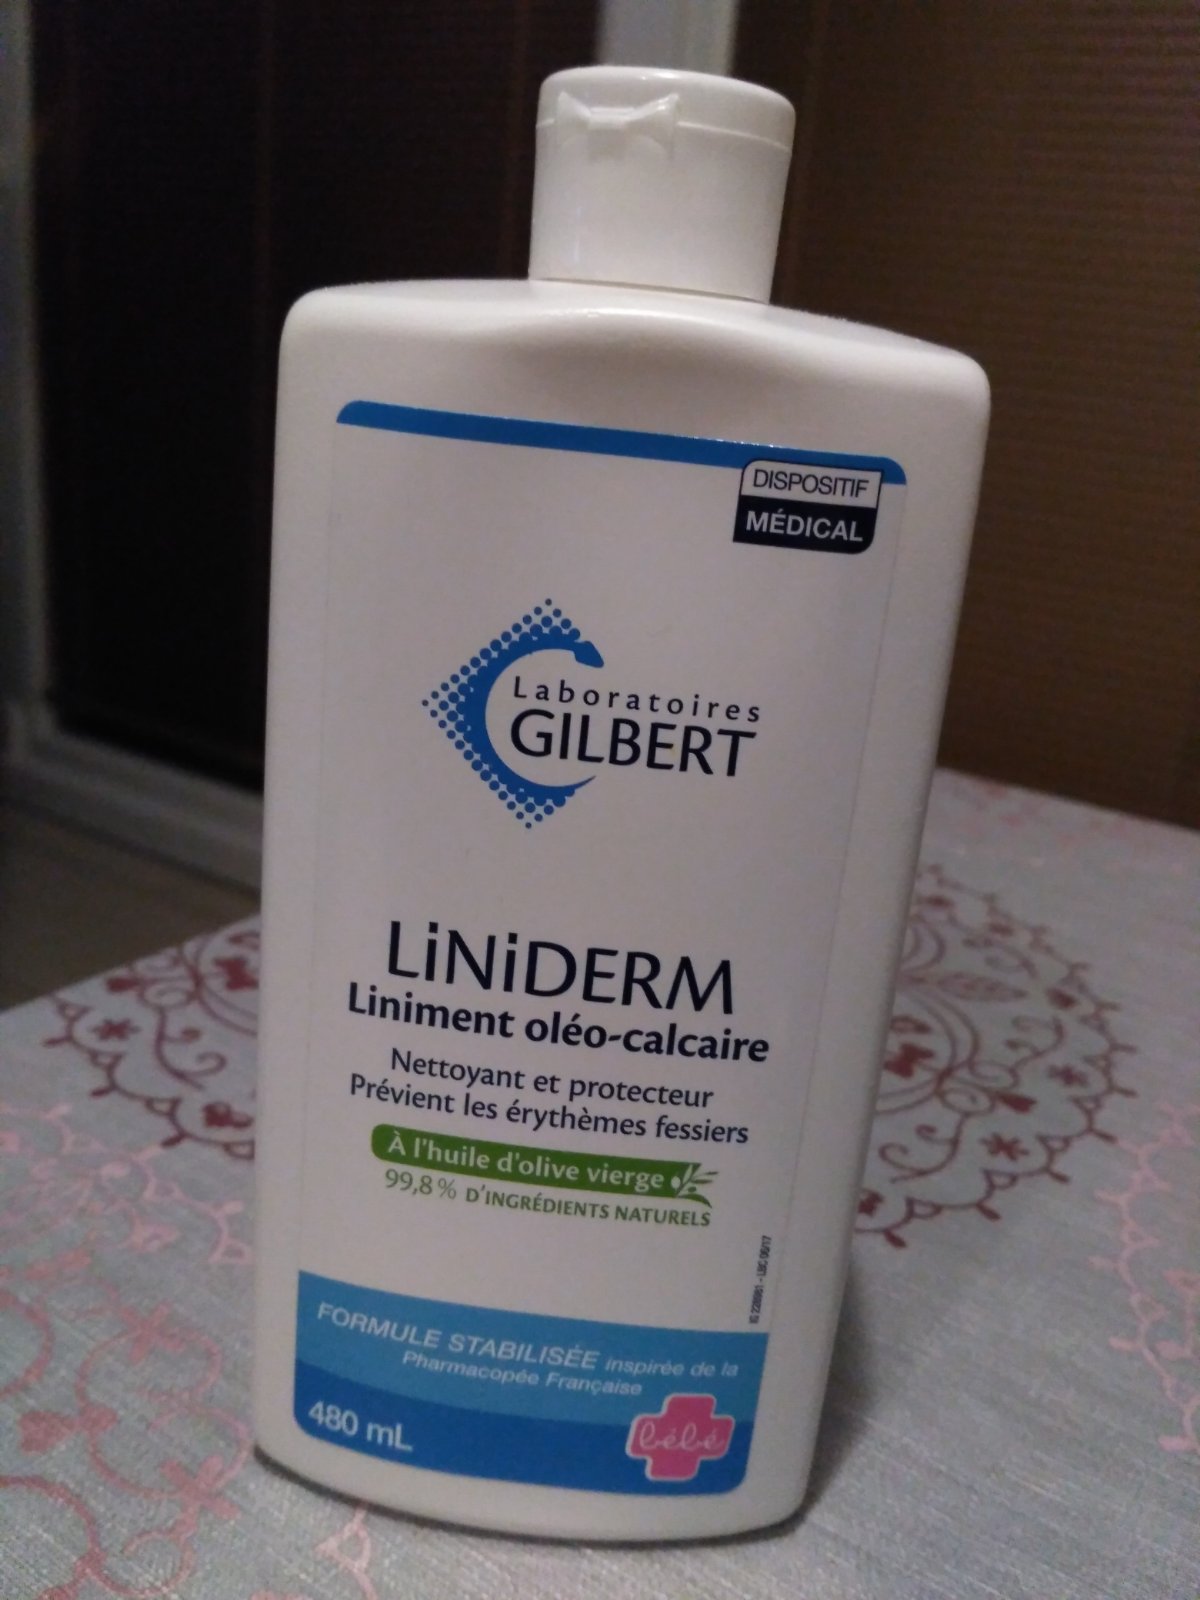 DISPOSITIF
MÉDICAL
Laboratoires
GILBERT
LiNiDERM
Liniment oléo-calcaire
Nettoyant et protecteur
Prévient les érythèmes fessiers
À l'huile d'olive vierge
99,8% D'INGRÉDIENTS NATURELS
FORMULE STABILISÉE inspirée de la
Pharmacopée Française
480 mL
bébé